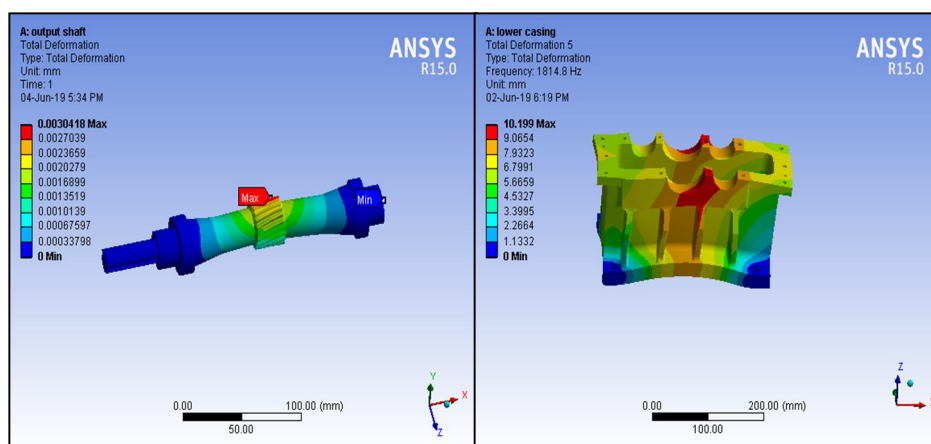 A: output shaft
Total Deformation
Type: Total Deformation
Unit: mm
Time: 1
04-Jun-19 5:34 PM
ANSYS
R15.0
0.0030418 Max
0.0027039
0.0023659
0.0020279
0.0016899
0.0013519
0.0010139
0.00067597
0.00033798
0 Min
Max
Min
Y
X
Z
0.00
100.00 (mm)
50.00
A: lower casing
Total Deformation 5
Type: Total Deformation
Frequency: 1814.8 Hz
Unit: mm
02-Jun-19 6:19 PM
ANSYS
R15.0
10.199 Max
9.0654
7.9323
6.7991
5.6659
4.5327
3.3995
2.2664
1.1332
0 Min
Z
0.00
200.00 (mm)
100.00